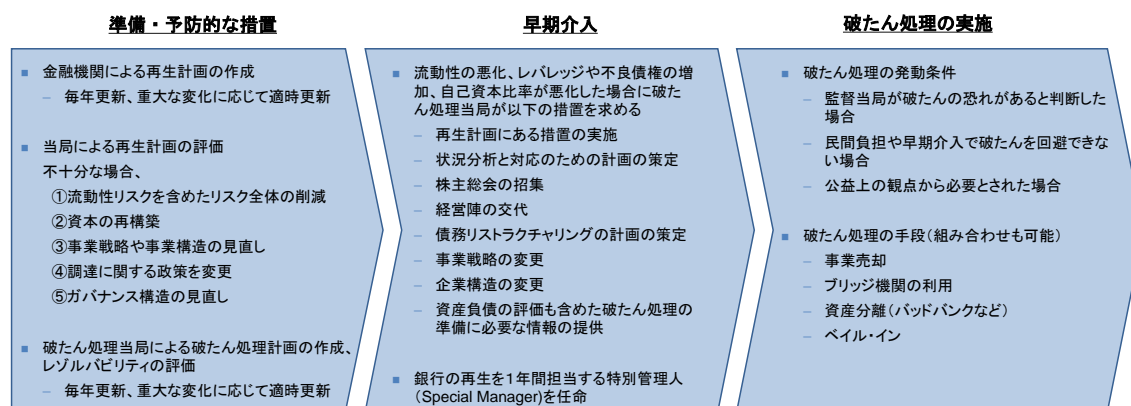 準備・予防的な措置
■ 金融機関による再生計画の作成
－ 毎年更新、重大な変化に応じて適時更新
■ 当局による再生計画の評価
不十分な場合、
①流動性リスクを含めたリスク全体の削減
②資本の再構築
③事業戦略や事業構造の見直し
④調達に関する政策を変更
⑤ガバナンス構造の見直し
■ 破たん処理当局による破たん処理計画の作成、
レゾルバビリティの評価
－ 毎年更新、重大な変化に応じて適時更新
早期介入
■ 流動性の悪化、レバレッジや不良債権の増
加、自己資本比率が悪化した場合に破た
ん処理当局が以下の措置を求める
－ 再生計画にある措置の実施
－ 状況分析と対応のための計画の策定
－ 株主総会の招集
－ 経営陣の交代
－ 債務リストラクチャリングの計画の策定
－ 事業戦略の変更
－ 企業構造の変更
－ 資産負債の評価も含めた破たん処理の
準備に必要な情報の提供
■ 銀行の再生を1年間担当する特別管理人
(Special Manager)を任命
破たん処理の実施
■ 破たん処理の発動条件
－ 監督当局が破たんの恐れがあると判断した
場合
－ 民間負担や早期介入で破たんを回避できな
い場合
－ 公益上の観点から必要とされた場合
■ 破たん処理の手段(組み合わせも可能)
－ 事業売却
－ ブリッジ機関の利用
－ 資産分離(バッドバンクなど)
－ ベイル・イン